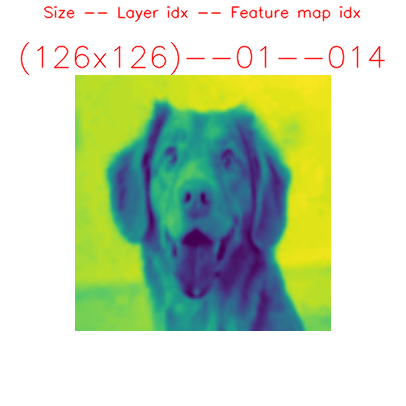 Size -- Layer idx -- Feature map idx
(126x126)--01--014